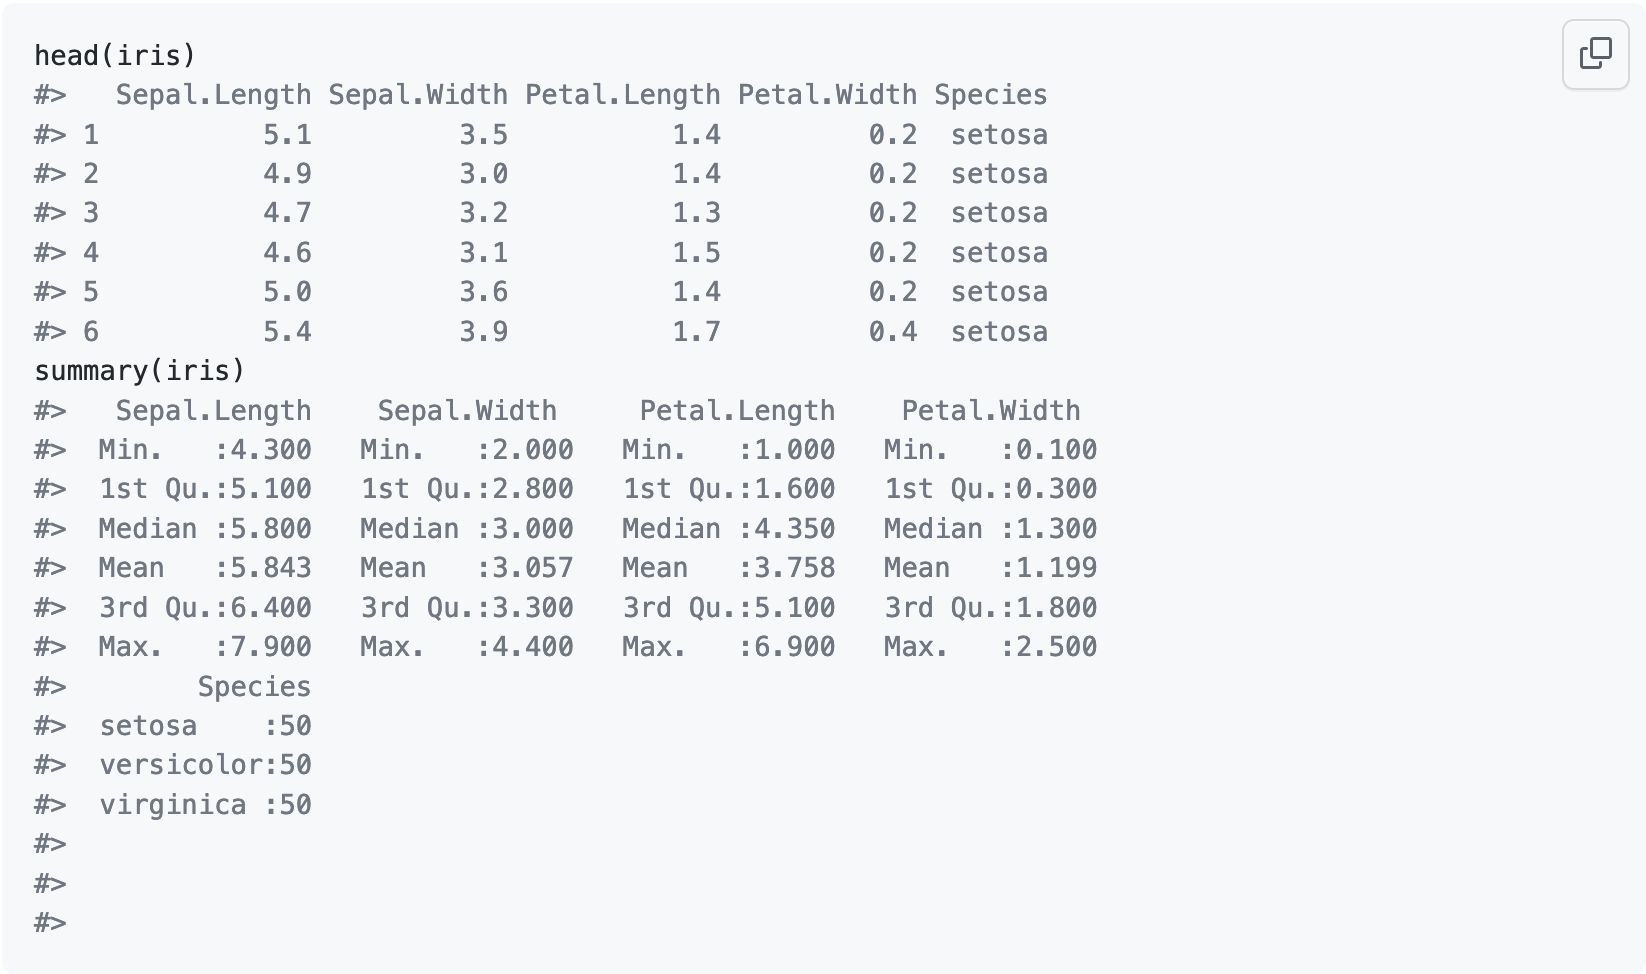 head(iris)
#>   Sepal.Length Sepal.Width Petal.Length Petal.Width Species
#> 1          5.1         3.5          1.4         0.2  setosa
#> 2          4.9         3.0          1.4         0.2  setosa
#> 3          4.7         3.2          1.3         0.2  setosa
#> 4          4.6         3.1          1.5         0.2  setosa
#> 5          5.0         3.6          1.4         0.2  setosa
#> 6          5.4         3.9          1.7         0.4  setosa
summary(iris)
#>   Sepal.Length    Sepal.Width     Petal.Length    Petal.Width
#>  Min.   :4.300   Min.   :2.000   Min.   :1.000   Min.   :0.100
#>  1st Qu.:5.100   1st Qu.:2.800   1st Qu.:1.600   1st Qu.:0.300
#>  Median :5.800   Median :3.000   Median :4.350   Median :1.300
#>  Mean   :5.843   Mean   :3.057   Mean   :3.758   Mean   :1.199
#>  3rd Qu.:6.400   3rd Qu.:3.300   3rd Qu.:5.100   3rd Qu.:1.800
#>  Max.   :7.900   Max.   :4.400   Max.   :6.900   Max.   :2.500
#>        Species
#>  setosa    :50
#>  versicolor:50
#>  virginica :50
#>
#>
#>